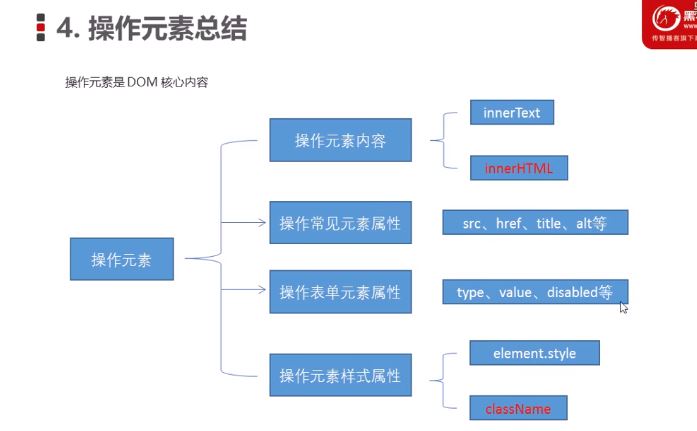 4. 操作元素总结
黑
www.
传智播客旗下
操作元素是 DOM 核心内容
操作元素
操作元素内容
innerText
innerHTML
操作常见元素属性
src、href、title、alt等
操作表单元素属性
type、value、disabled等
操作元素样式属性
element.style
className